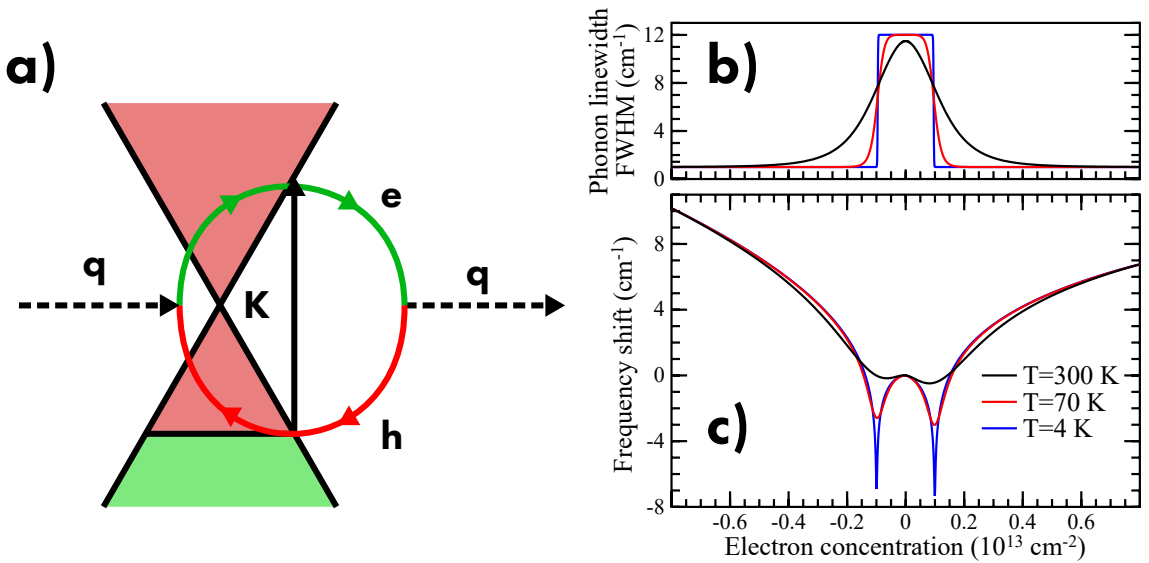 a)
q
K
e
h
q
b)
Phonon linewidth
FWHM (cm-1)
12
8
4
0
c)
Frequency shift (cm-1)
8
4
0
-4
-8
T=300 K
T=70 K
T=4 K
-0.6
-0.4
-0.2
0
0.2
0.4
0.6
Electron concentration (10^13 cm-2)